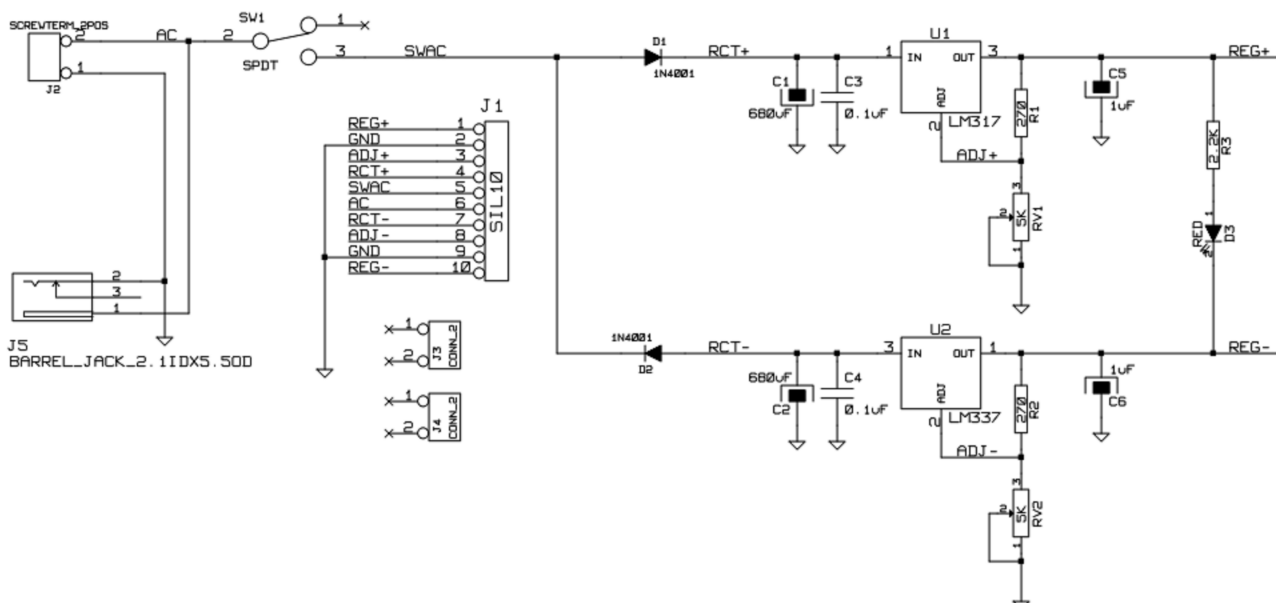 SCREWTERM_2POS
2
1
J2
AC
SW1
2
1
3
SPDT
SWAC
D1
1N4001
RCT+
C1
680uF
C3
0.1uF
U1
1
IN
OUT
3
ADJ
2
LM317
ADJ+
270
R1
3
2
5K
1
RV1
C5
1uF
REG+
2.2K
R3
1
RED
2
D3
J1
REG+ 1
GND 2
ADJ+ 3
RCT+ 4
SWAC 5
AC 6
RCT- 7
ADJ- 8
GND 9
REG- 10
SIL10
2
3
1
J5
BARREL_JACK_2.1IDX5.5OD
1
2
J3
CONN_2
1
2
J4
CONN_2
1N4001
D2
RCT-
680uF
C2
C4
0.1uF
U2
3
IN
OUT
1
ADJ
2
LM337
ADJ-
270
R2
3
2
5K
1
RV2
1uF
C6
REG-